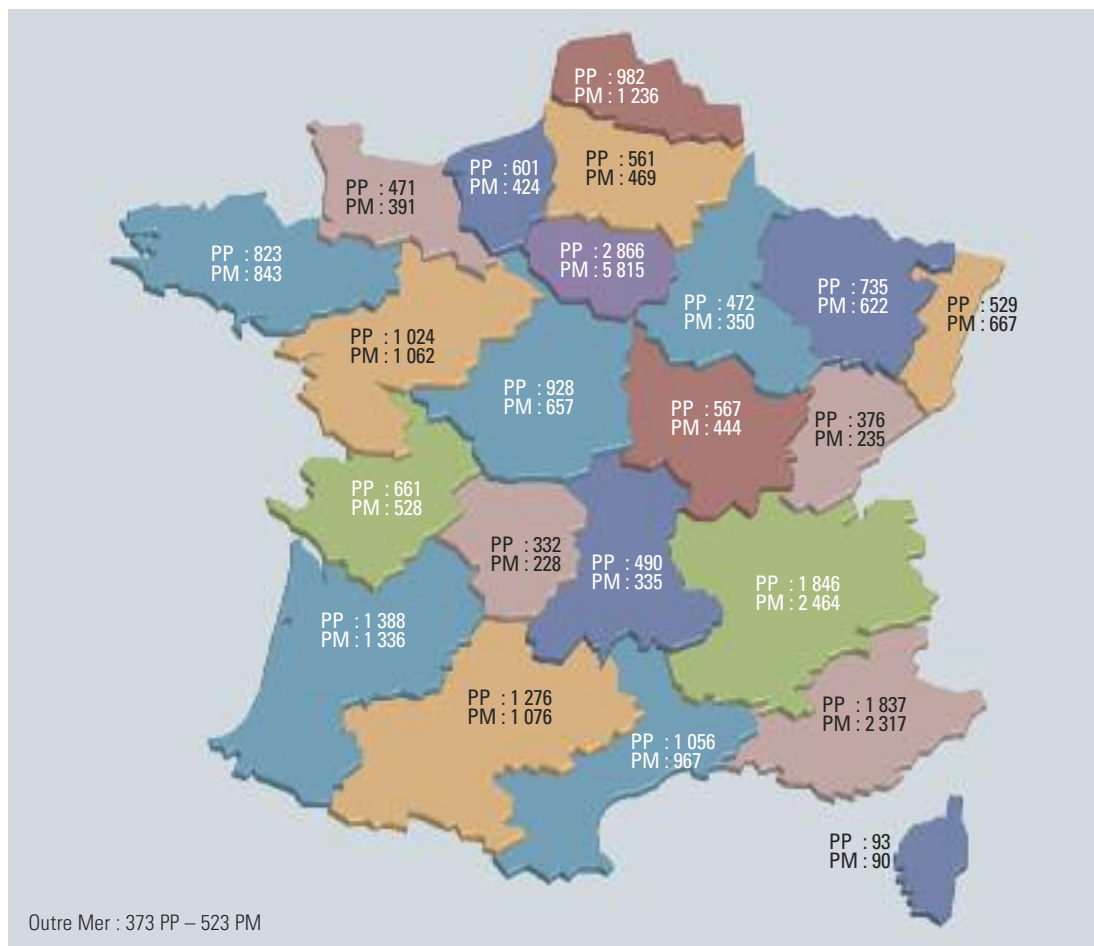 PP : 982
PM : 1 236
PP : 561
PM : 469
PP : 601
PM : 424
PP : 471
PM : 391
PP : 823
PM : 843
PP : 2 866
PM : 5 815
PP : 472
PM : 350
PP : 735
PM : 622
PP : 529
PM : 667
PP : 1 024
PM : 1 062
PP : 928
PM : 657
PP : 567
PM : 444
PP : 376
PM : 235
PP : 661
PM : 528
PP : 332
PM : 228
PP : 490
PM : 335
PP : 1 846
PM : 2 464
PP : 1 388
PM : 1 336
PP : 1 276
PM : 1 076
PP : 1 056
PM : 967
PP : 1 837
PM : 2 317
PP : 93
PM : 90
Outre Mer : 373 PP – 523 PM